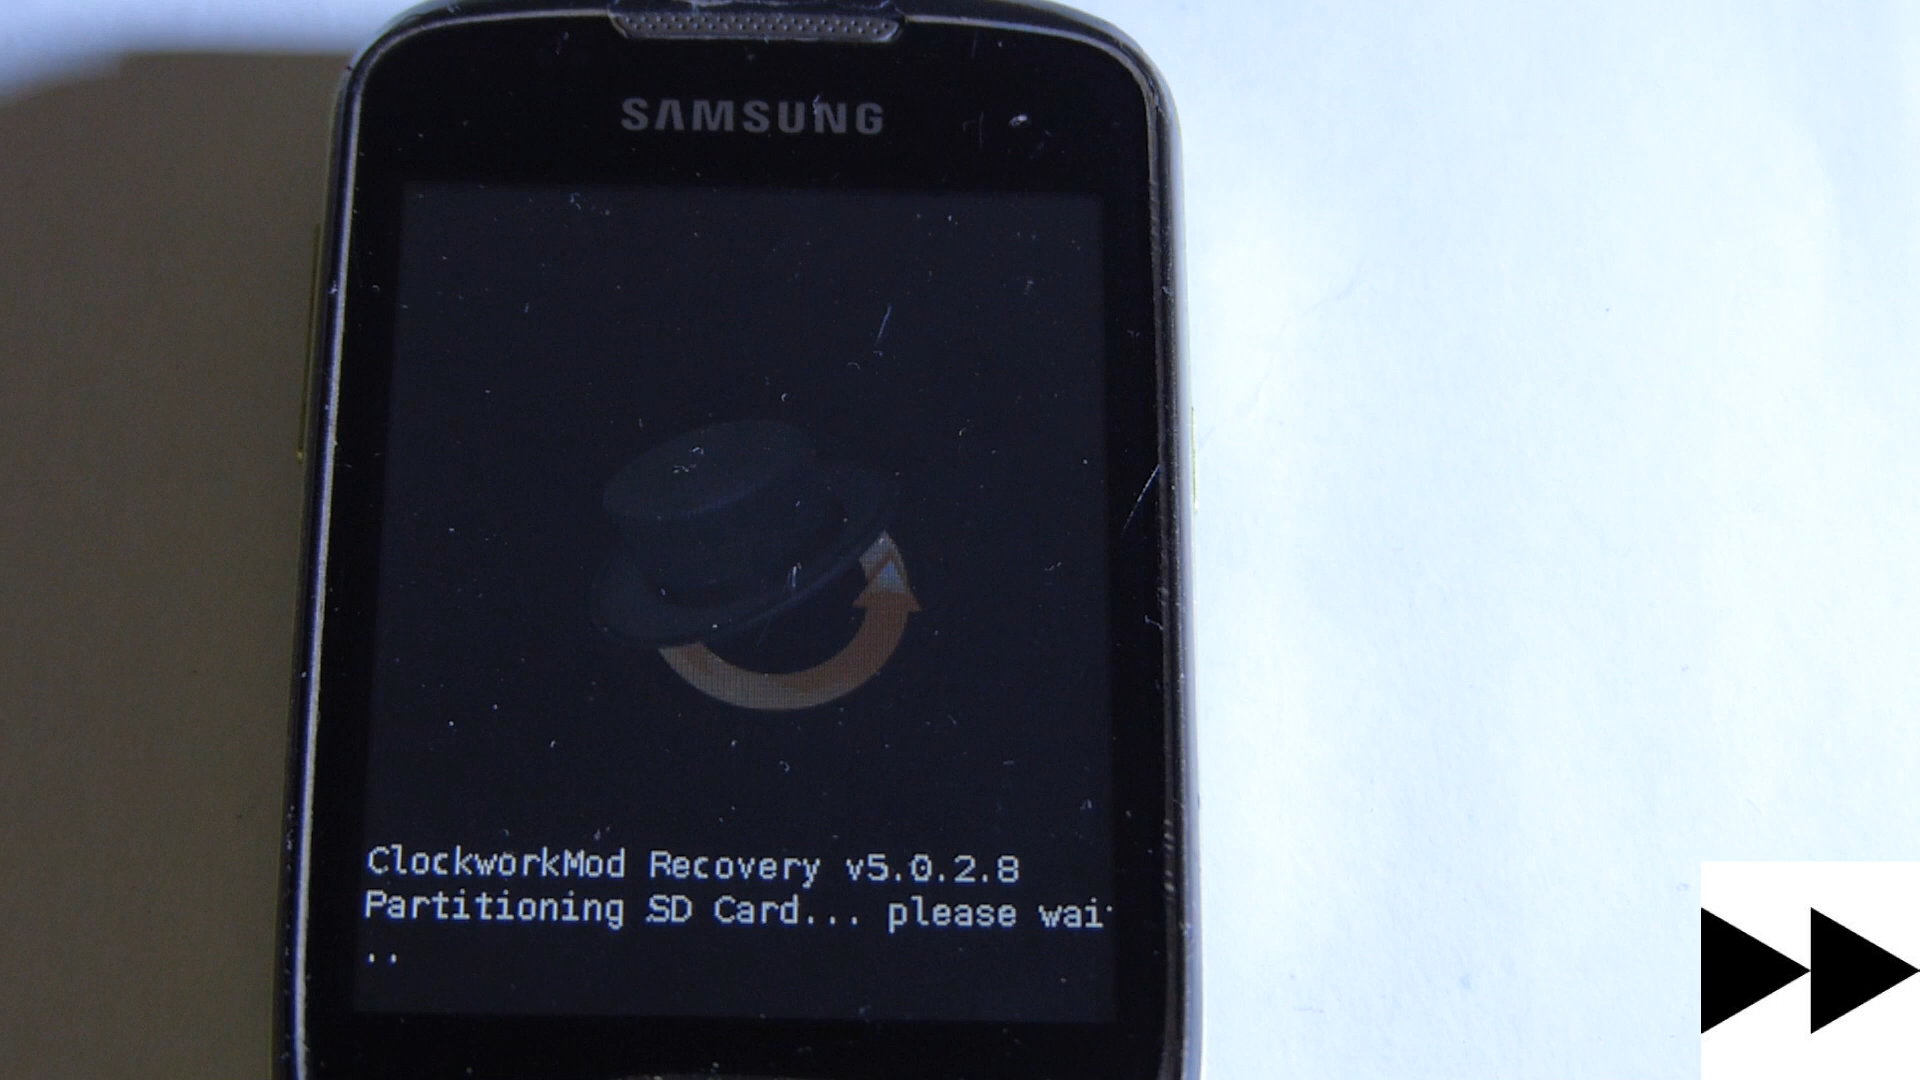 SAMSUNG
ClockworkMod Recovery v5.0.2.8
Partitioning SD Card... please wai
..